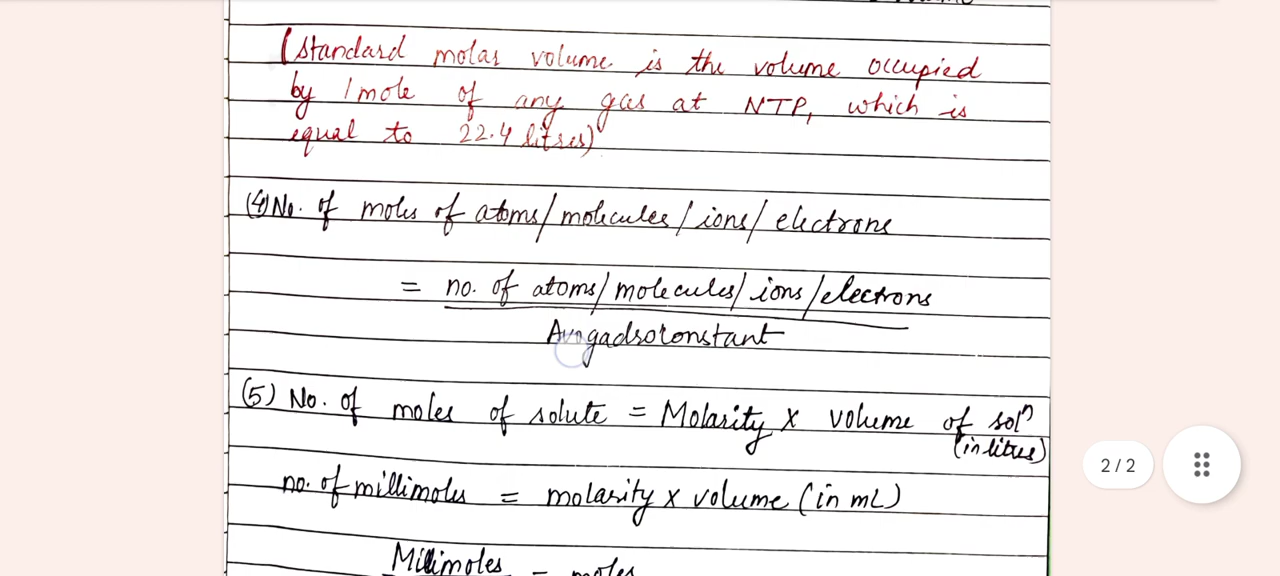 (Standard molar volume is the volume occupied
by 1 mole of any gas at NTP, which is
equal to 22.4 litres)
(4) No. of moles of atoms/molecules/ions/electrons
= no. of atoms/molecules/ions/electrons
Avogadroconstant
(5) No. of moles of solute = Molarity x volume of solⁿ
(in litres)
no. of millimoles = molarity x volume (in mL)
Millimoles = moles
2/2